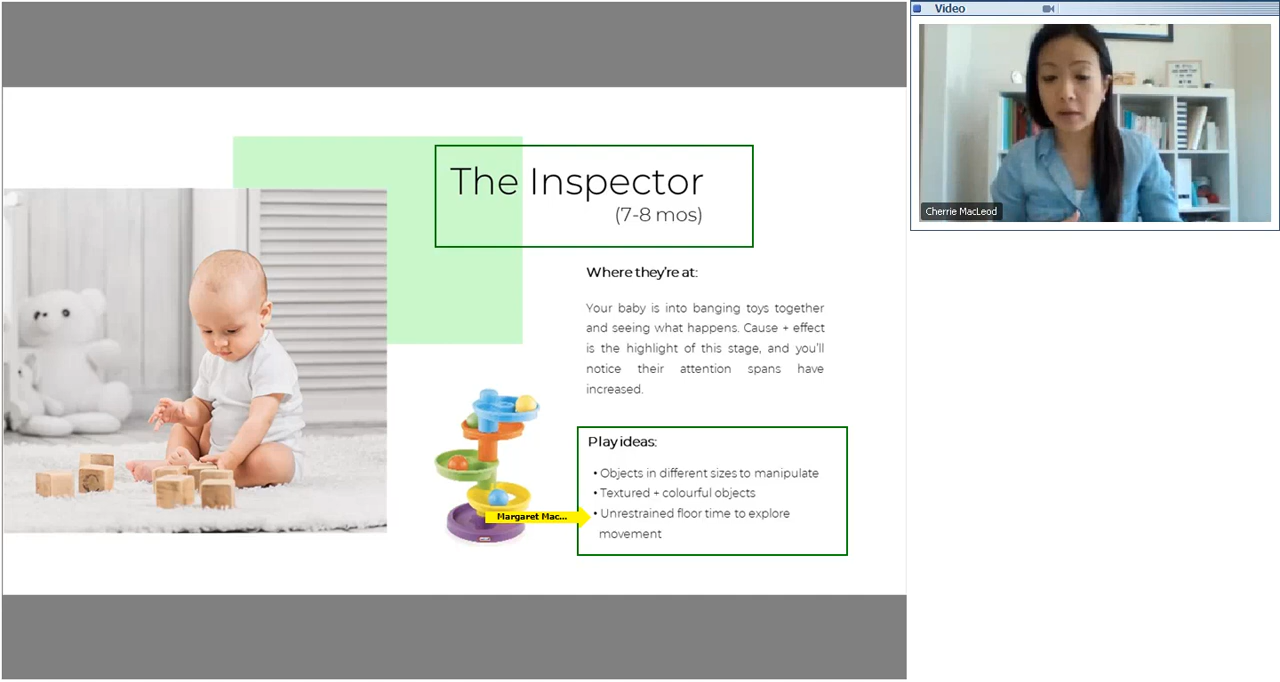 Video
The Inspector
(7-8 mos)
Where they're at:
Your baby is into banging toys together
and seeing what happens. Cause + effect
is the highlight of this stage, and you'll
notice their attention spans have
increased.
Play ideas:
• Objects in different sizes to manipulate
• Textured + colourful objects
• Unrestrained floor time to explore
movement
Margaret Mac...
Cherrie MacLeod